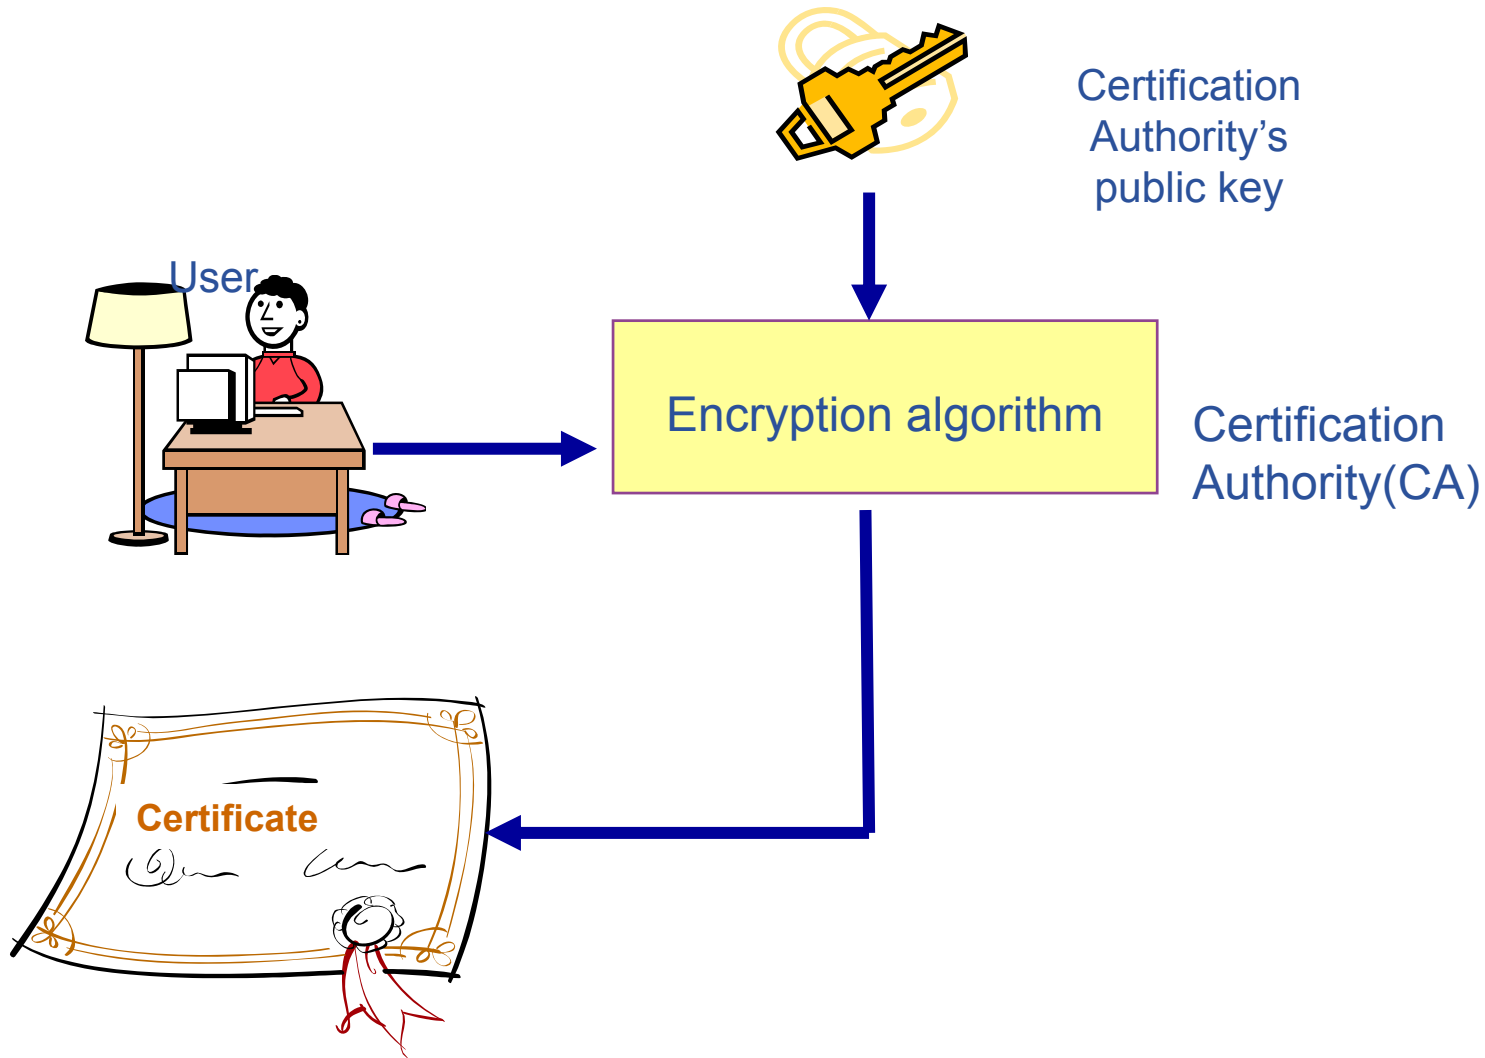 Certification
Authority’s
public key
User
Encryption algorithm
Certification
Authority(CA)
Certificate